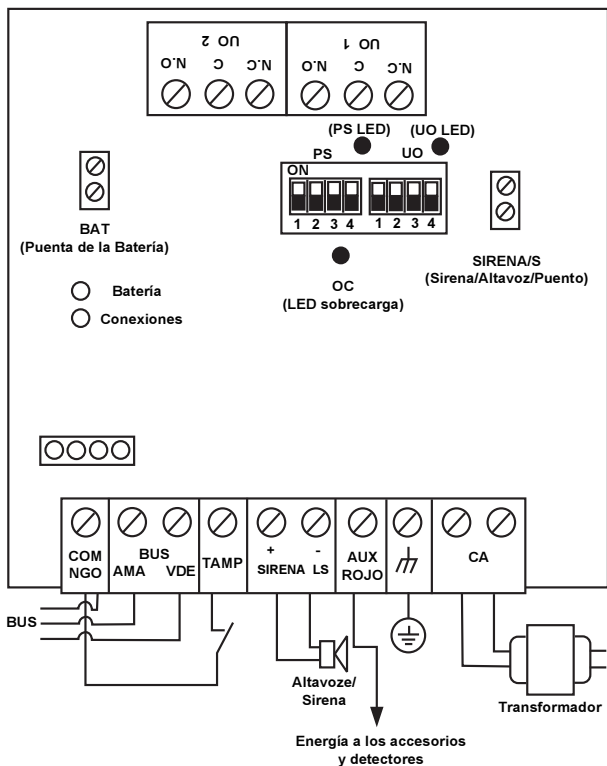 UO 2
UO 1
N.O C N.C
N.O C N.C
(PS LED) (UO LED)
PS UO
ON
1 2 3 4 1 2 3 4
BAT
(Puenta de la Batería)
SIRENA/S
(Sirena/Altavoz/Puento)
OC
(LED sobrecarga)
Batería
Conexiones
COM
NGO
BUS
AMA VDE
TAMP
+ -
SIRENA LS
AUX
ROJO
CA
BUS
Altavoze/
Sirena
Transformador
Energía a los accesorios
y detectores